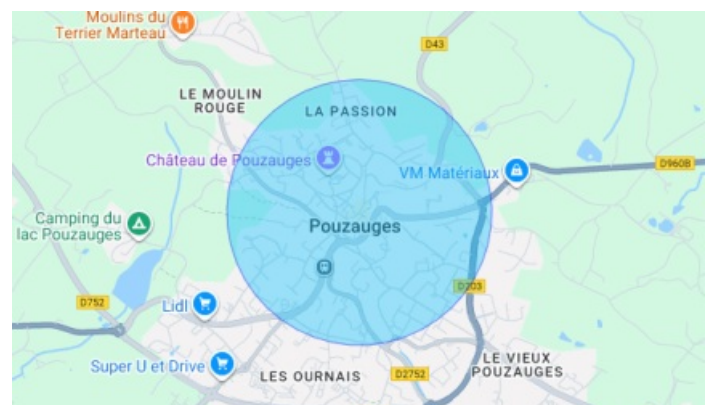 Moulins du
Terrier Marteau
D43
LE MOULIN
ROUGE
LA PASSION
Château de Pouzauges
VM Matériaux
D960B
Camping du
lac Pouzauges
Pouzauges
D752
Lidl
D203
Super U et Drive
LES OURNAIS
D2752
LE VIEUX
POUZAUGES